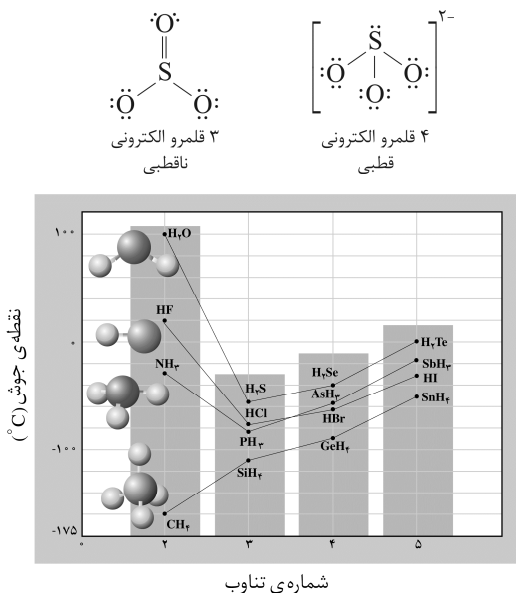 O
S
O O
۳ قلمرو الکترونی
ناقطبی
۲−
S
O O
O
۴ قلمرو الکترونی
قطبی
نقطه‌ی جوش (°C)
۱۰۰
۰
-۱۰۰
-۱۷۵
H۲O
HF
NH۳
CH۴
H۲S
HCl
PH۳
SiH۴
H۲Se
AsH۳
HBr
GeH۴
H۲Te
SbH۳
HI
SnH۴
۰ ۲ ۳ ۴ ۵
شماره‌ی تناوب